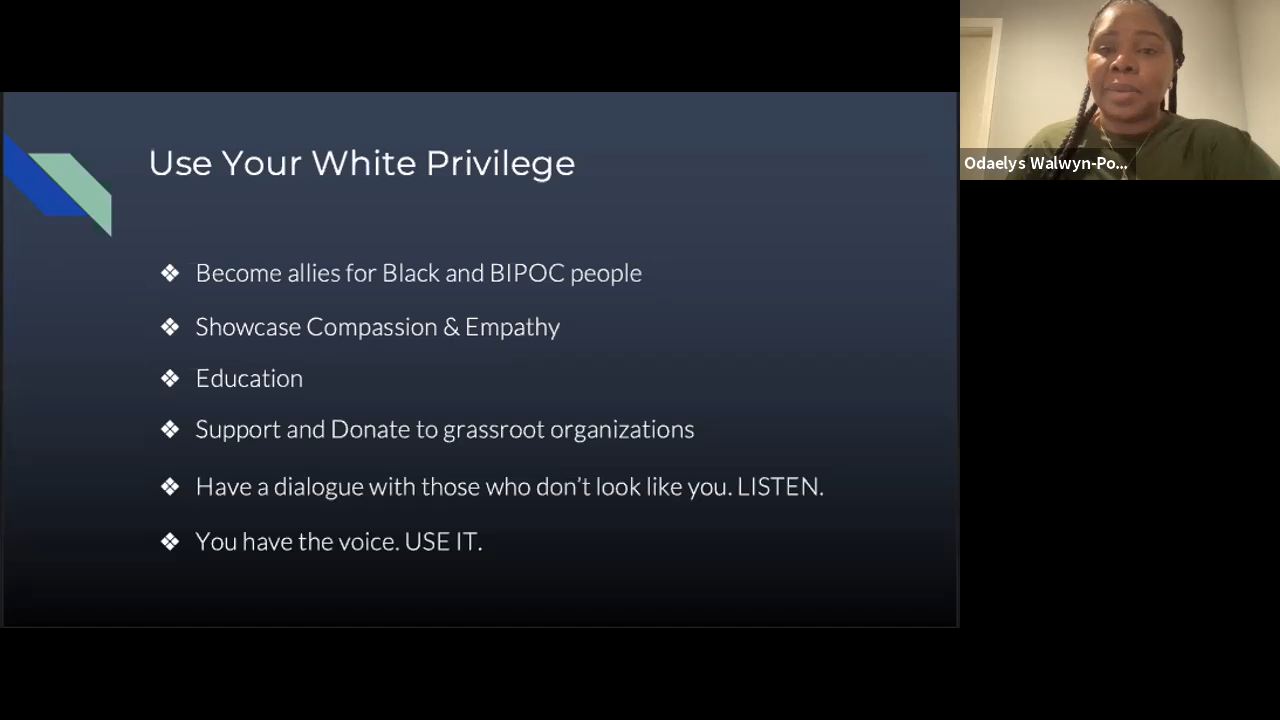 Use Your White Privilege
Become allies for Black and BIPOC people
Showcase Compassion & Empathy
Education
Support and Donate to grassroot organizations
Have a dialogue with those who don’t look like you. LISTEN.
You have the voice. USE IT.
Odaelys Walwyn-Po...